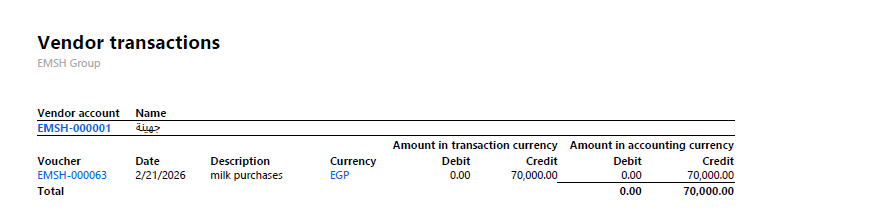 Vendor transactions
EMSH Group
Vendor account Name
EMSH-000001 جهينة
Amount in transaction currency Amount in accounting currency
Voucher Date Description Currency Debit Credit Debit Credit
EMSH-000063 2/21/2026 milk purchases EGP 0.00 70,000.00 0.00 70,000.00
Total 0.00 70,000.00